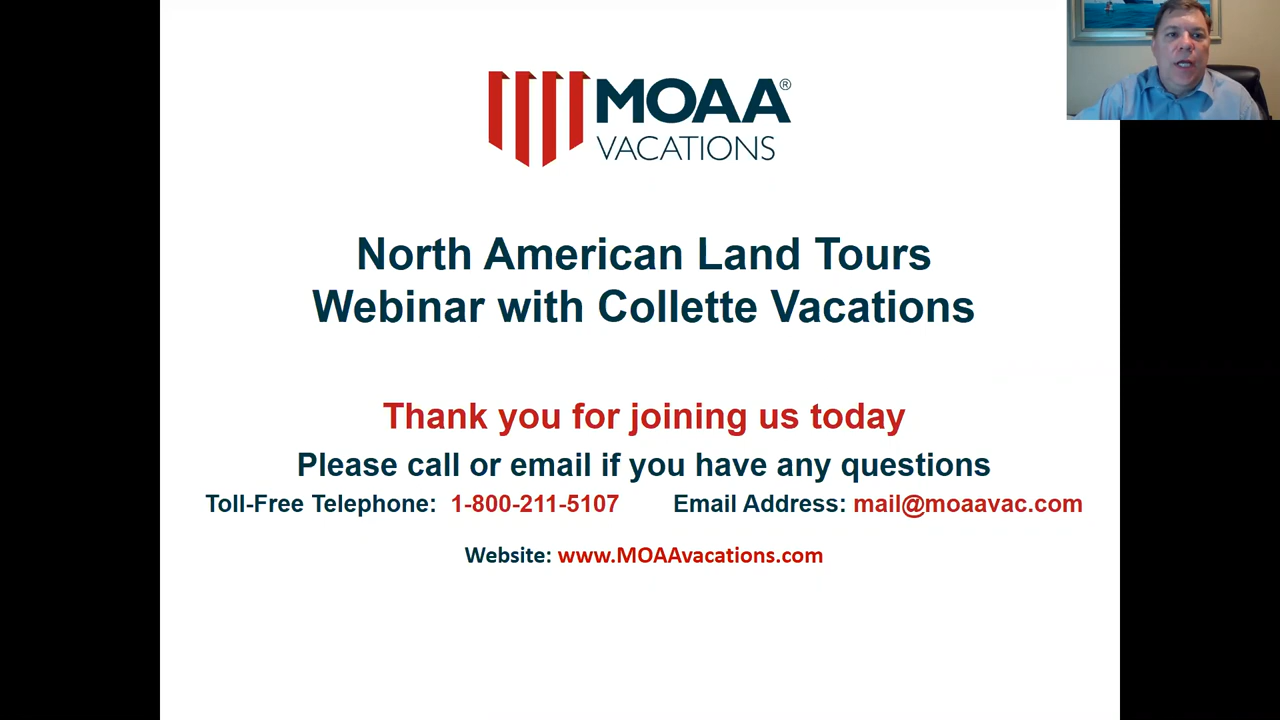 MOAA®
VACATIONS
North American Land Tours
Webinar with Collette Vacations
Thank you for joining us today
Please call or email if you have any questions
Toll-Free Telephone: 1-800-211-5107 Email Address: mail@moaavac.com
Website: www.MOAAvacations.com